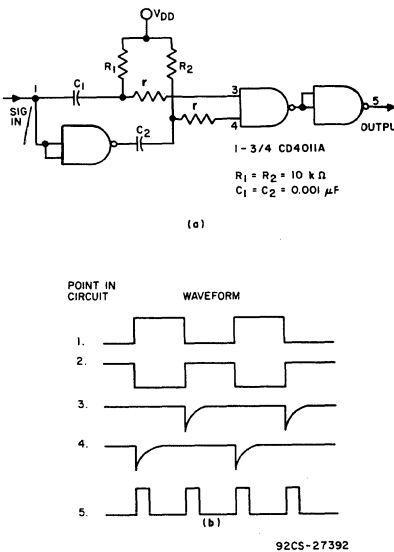 VDD
R1
R2
1
C1
r
3
SIG
IN
C2
r
4
5
OUTPUT
1-3/4 CD4011A
R1 = R2 = 10 k Ω
C1 = C2 = 0.001 μF
(a)
POINT IN
CIRCUIT
WAVEFORM
1.
2.
3.
4.
5.
(b)
92CS-27392